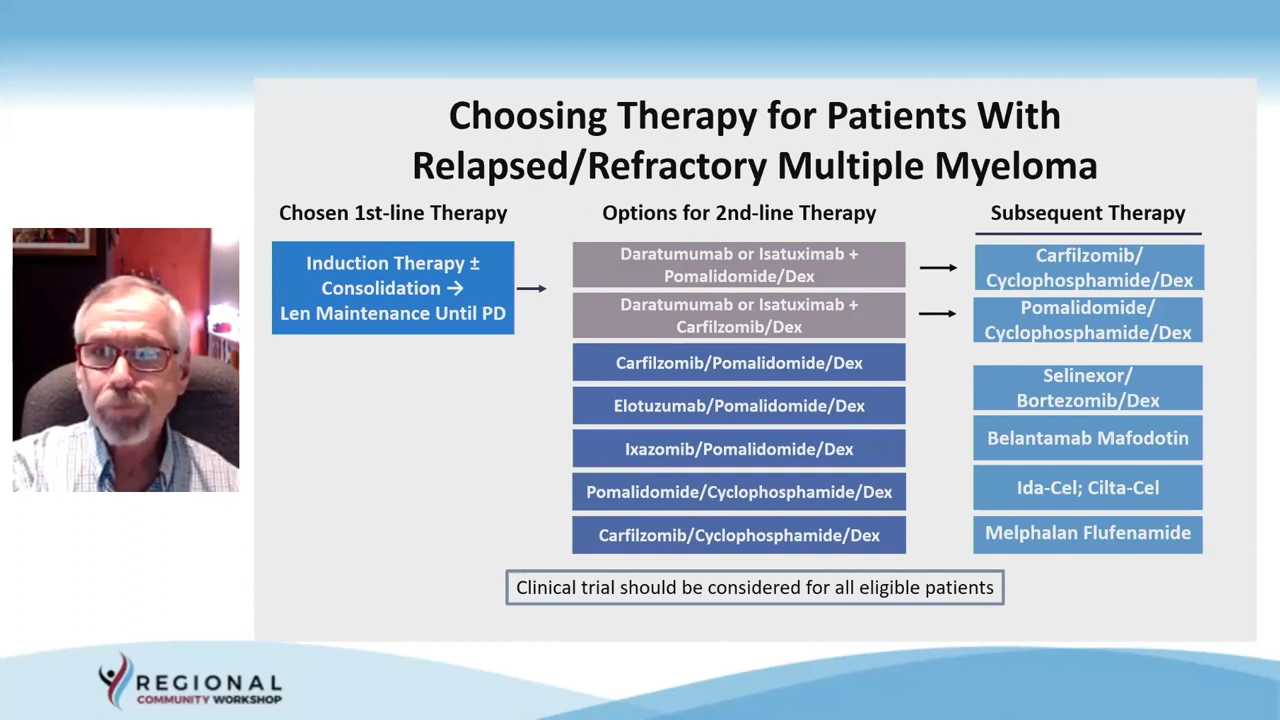 Choosing Therapy for Patients With
Relapsed/Refractory Multiple Myeloma
Chosen 1st-line Therapy
Induction Therapy ±
Consolidation →
Len Maintenance Until PD
Options for 2nd-line Therapy
Daratumumab or Isatuximab +
Pomalidomide/Dex
Daratumumab or Isatuximab +
Carfilzomib/Dex
Carfilzomib/Pomalidomide/Dex
Elotuzumab/Pomalidomide/Dex
Ixazomib/Pomalidomide/Dex
Pomalidomide/Cyclophosphamide/Dex
Carfilzomib/Cyclophosphamide/Dex
Subsequent Therapy
Carfilzomib/
Cyclophosphamide/Dex
Pomalidomide/
Cyclophosphamide/Dex
Selinexor/
Bortezomib/Dex
Belantamab Mafodotin
Ida-Cel; Cilta-Cel
Melphalan Flufenamide
Clinical trial should be considered for all eligible patients
REGIONAL
COMMUNITY WORKSHOP